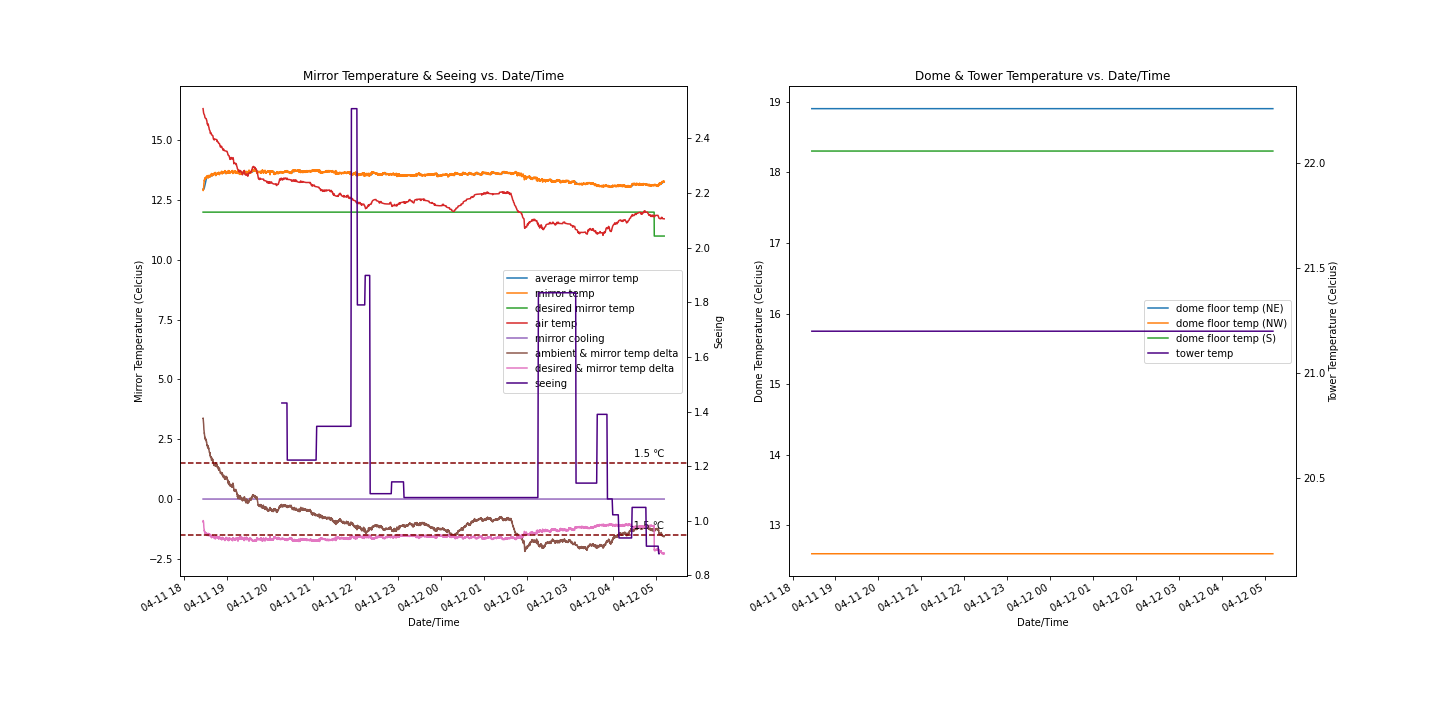 Mirror Temperature & Seeing vs. Date/Time
Mirror Temperature (Celcius)
15.0
12.5
10.0
7.5
5.0
2.5
0.0
−2.5
2.4
2.2
2.0
1.8
1.6
1.4
1.2
1.0
0.8
Seeing
average mirror temp
mirror temp
desired mirror temp
air temp
mirror cooling
ambient & mirror temp delta
desired & mirror temp delta
seeing
1.5 °C
-1.5 °C
04-11 18
04-11 19
04-11 20
04-11 21
04-11 22
04-11 23
04-12 00
04-12 01
04-12 02
04-12 03
04-12 04
04-12 05
Date/Time
Dome & Tower Temperature vs. Date/Time
Dome Temperature (Celcius)
19
18
17
16
15
14
13
22.0
21.5
21.0
20.5
Tower Temperature (Celcius)
dome floor temp (NE)
dome floor temp (NW)
dome floor temp (S)
tower temp
04-11 18
04-11 19
04-11 20
04-11 21
04-11 22
04-11 23
04-12 00
04-12 01
04-12 02
04-12 03
04-12 04
04-12 05
Date/Time